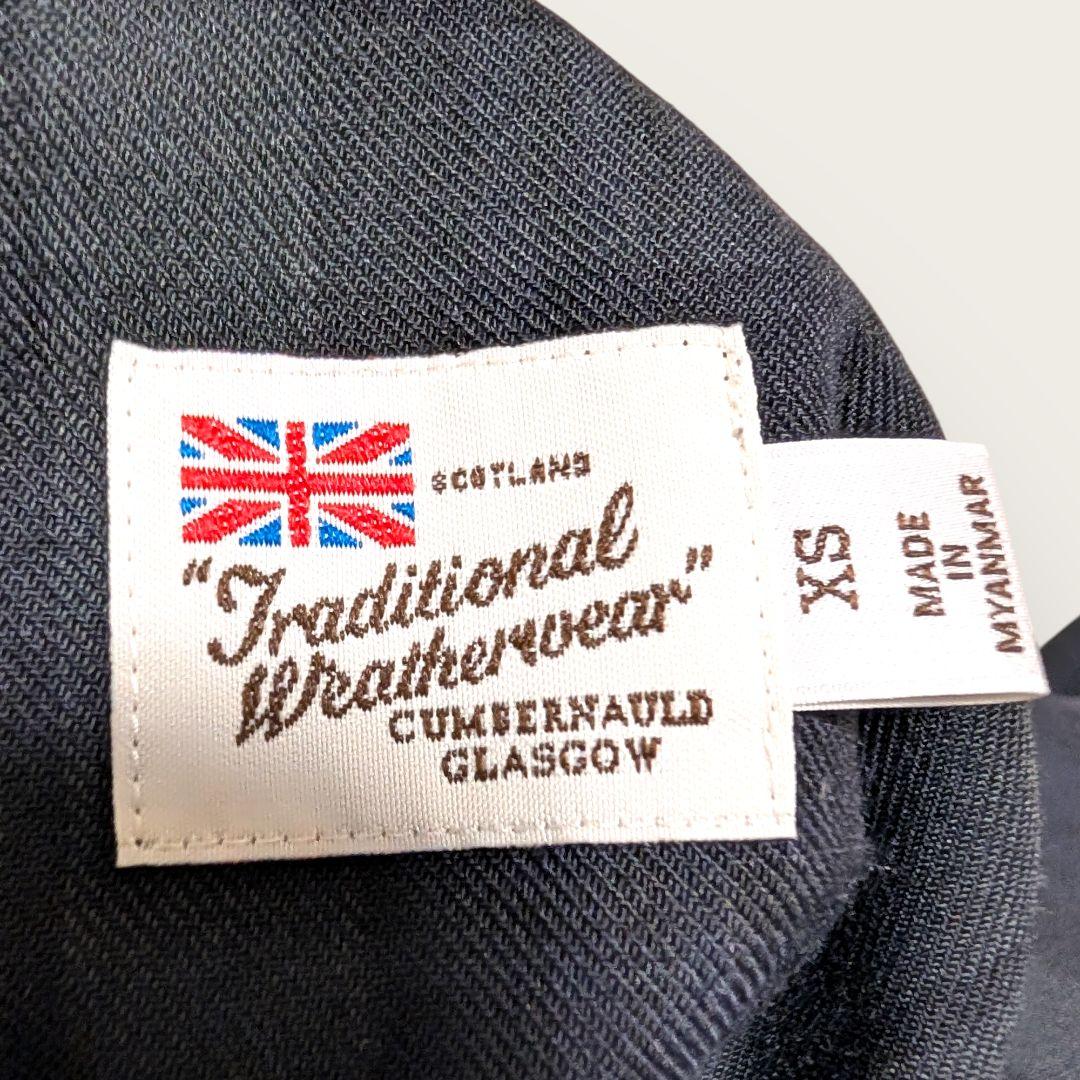 SCOTLAND
"Traditional
Weatherwear"
CUMBERNAULD
GLASGOW
XS
MADE
IN
MYANMAR